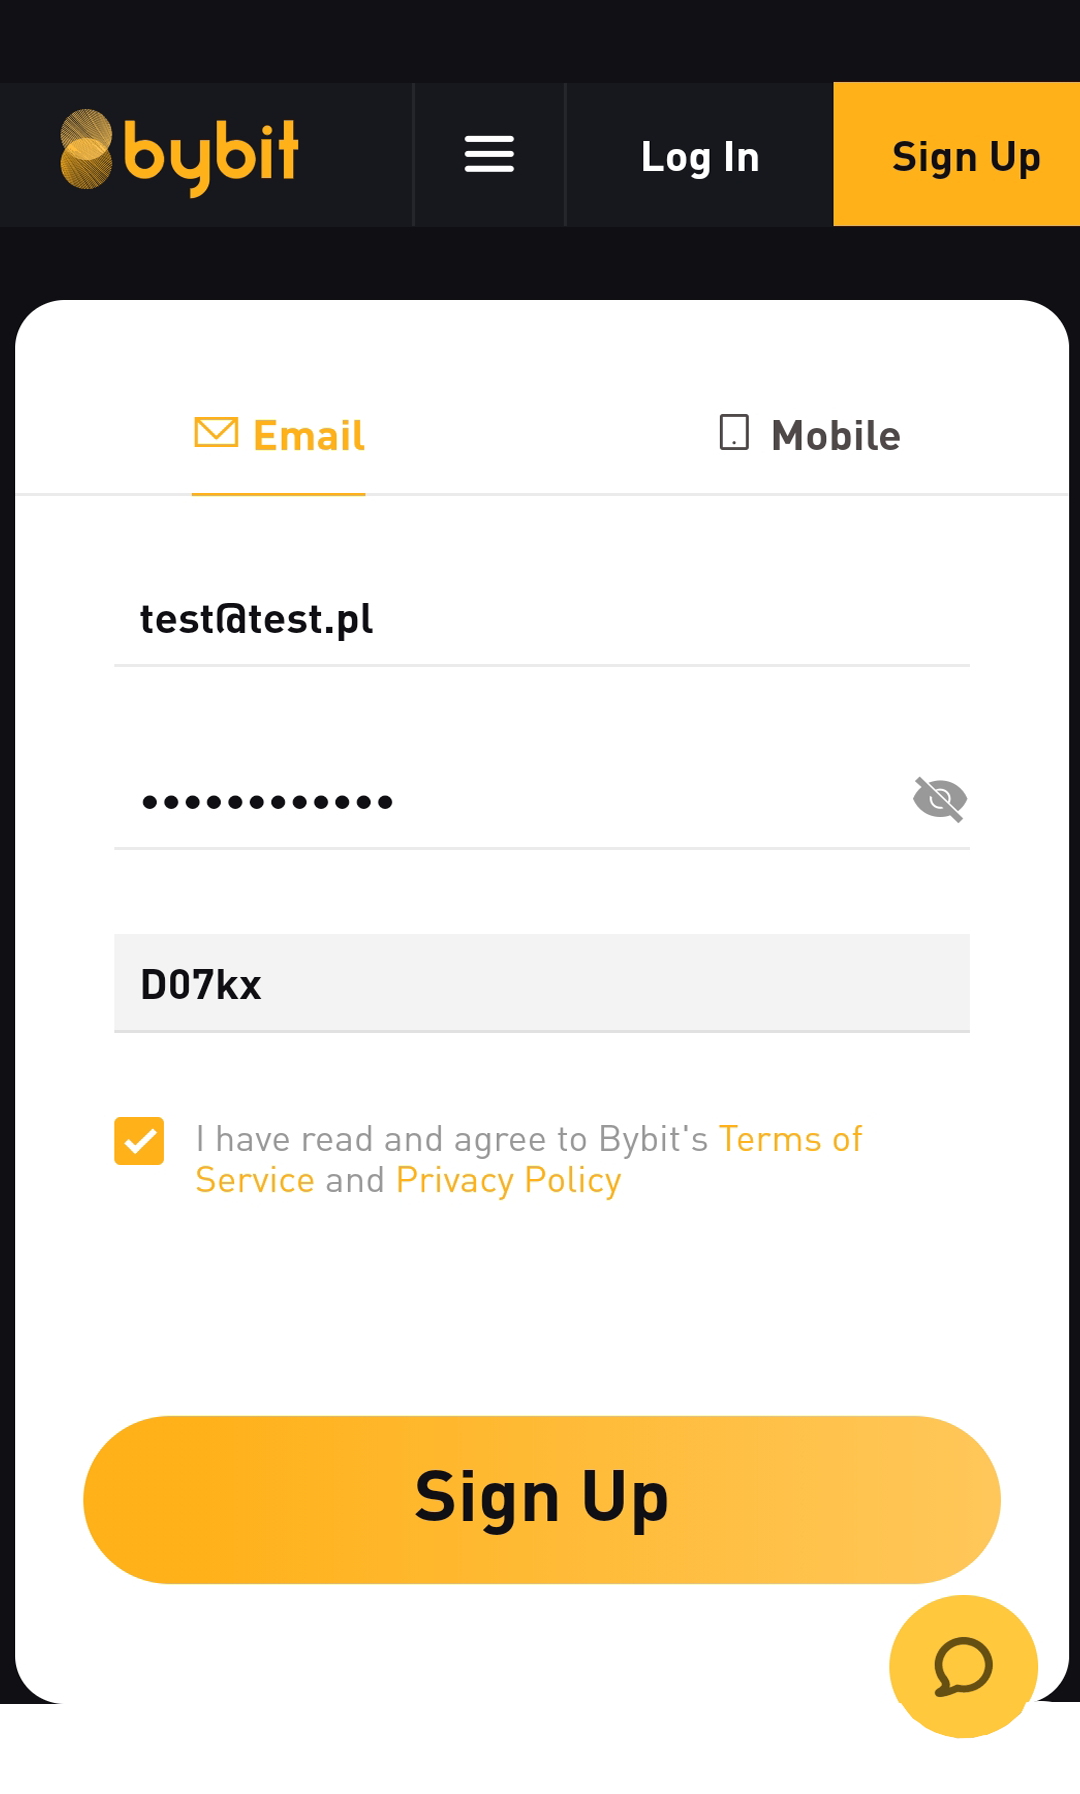 bybit
Log In
Sign Up
Email
Mobile
test@test.pl
••••••••••••
D07kx
I have read and agree to Bybit's Terms of
Service and Privacy Policy
Sign Up